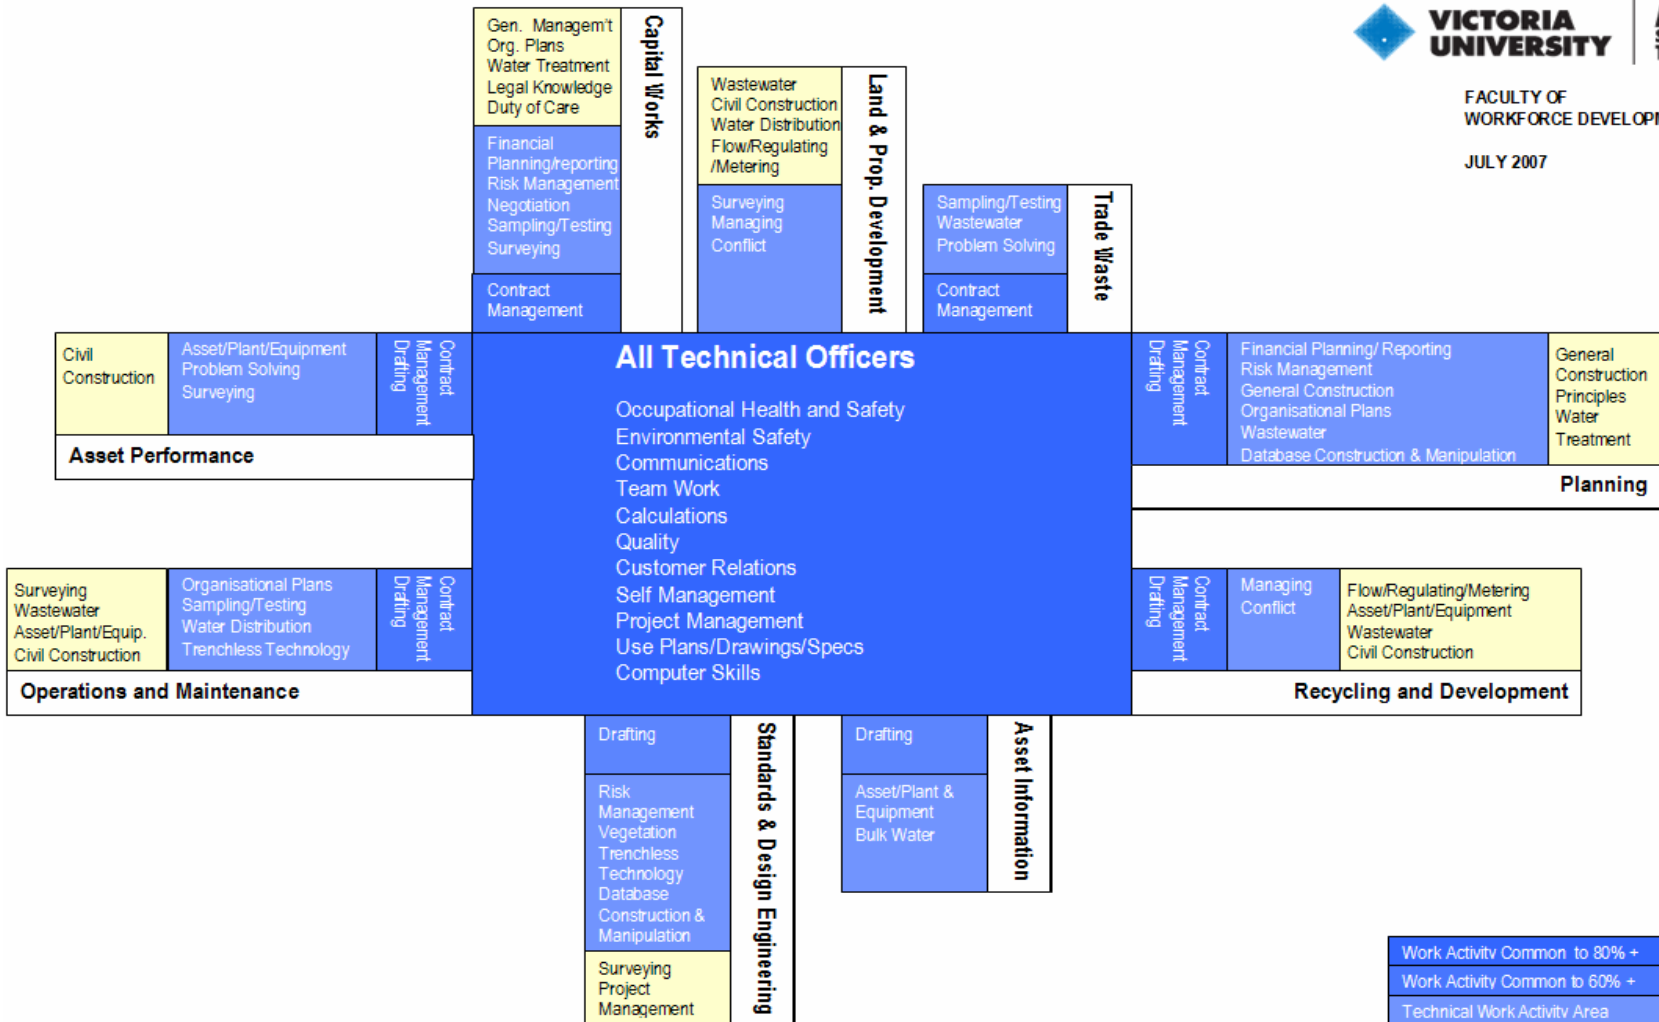 Gen. Managem't
Org. Plans
Water Treatment
Legal Knowledge
Duty of Care
Financial
Planning/reporting
Risk Management
Negotiation
Sampling/Testing
Surveying
Contract
Management
Capital Works
Wastewater
Civil Construction
Water Distribution
Flow/Regulating
/Metering
Surveying
Managing
Conflict
Land & Prop. Development
Sampling/Testing
Wastewater
Problem Solving
Contract
Management
Trade Waste
VICTORIA
UNIVERSITY
FACULTY OF
WORKFORCE DEVELOPM
JULY 2007
Civil
Construction
Asset/Plant/Equipment
Problem Solving
Surveying
Contract
Management
Drafting
Asset Performance
All Technical Officers
Occupational Health and Safety
Environmental Safety
Communications
Team Work
Calculations
Quality
Customer Relations
Self Management
Project Management
Use Plans/Drawings/Specs
Computer Skills
Contract
Management
Drafting
Financial Planning/ Reporting
Risk Management
General Construction
Organisational Plans
Wastewater
Database Construction & Manipulation
General
Construction
Principles
Water
Treatment
Planning
Surveying
Wastewater
Asset/Plant/Equip.
Civil Construction
Organisational Plans
Sampling/Testing
Water Distribution
Trenchless Technology
Contract
Management
Drafting
Operations and Maintenance
Contract
Management
Drafting
Managing
Conflict
Flow/Regulating/Metering
Asset/Plant/Equipment
Wastewater
Civil Construction
Recycling and Development
Drafting
Risk
Management
Vegetation
Trenchless
Technology
Database
Construction &
Manipulation
Surveying
Project
Management
Standards & Design Engineering
Drafting
Asset/Plant &
Equipment
Bulk Water
Asset Information
Work Activity Common to 80% +
Work Activity Common to 60% +
Technical Work Activity Area